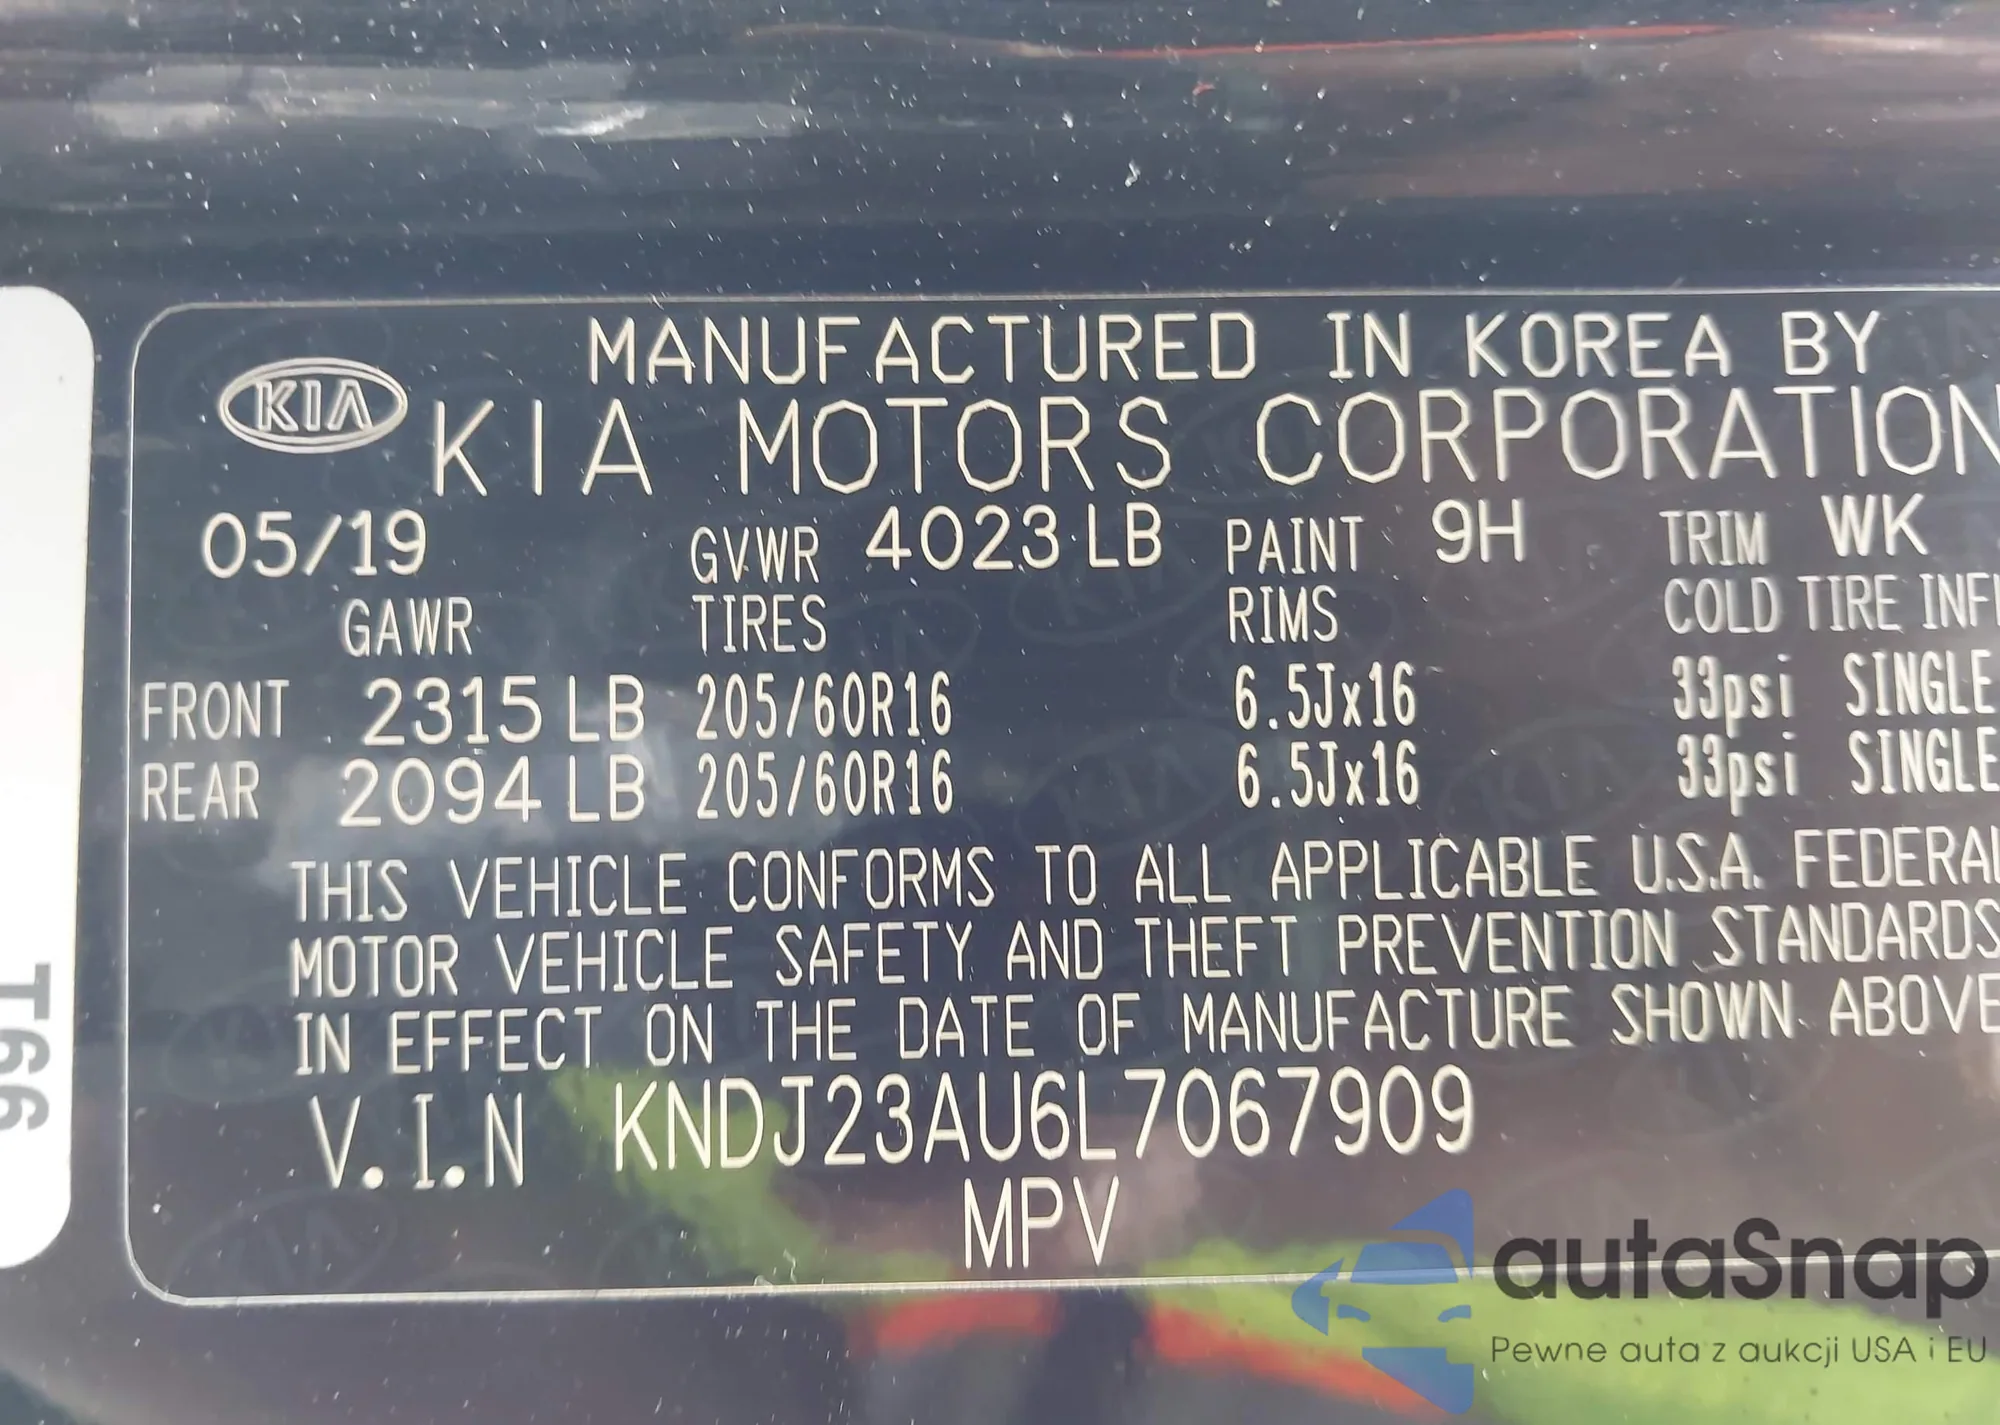 MANUFACTURED IN KOREA BY
KIA KIA MOTORS CORPORATION
05/19 GVWR 4023 LB PAINT 9H TRIM WK
GAWR TIRES RIMS COLD TIRE INFL
FRONT 2315 LB 205/60R16 6.5Jx16 33psi SINGLE
REAR 2094 LB 205/60R16 6.5Jx16 33psi SINGLE
THIS VEHICLE CONFORMS TO ALL APPLICABLE U.S.A. FEDERAL
MOTOR VEHICLE SAFETY AND THEFT PREVENTION STANDARDS
IN EFFECT ON THE DATE OF MANUFACTURE SHOWN ABOVE
V.I.N KNDJ23AU6L7067909
MPV
T66
autaSnap
Pewne auta z aukcji USA i EU